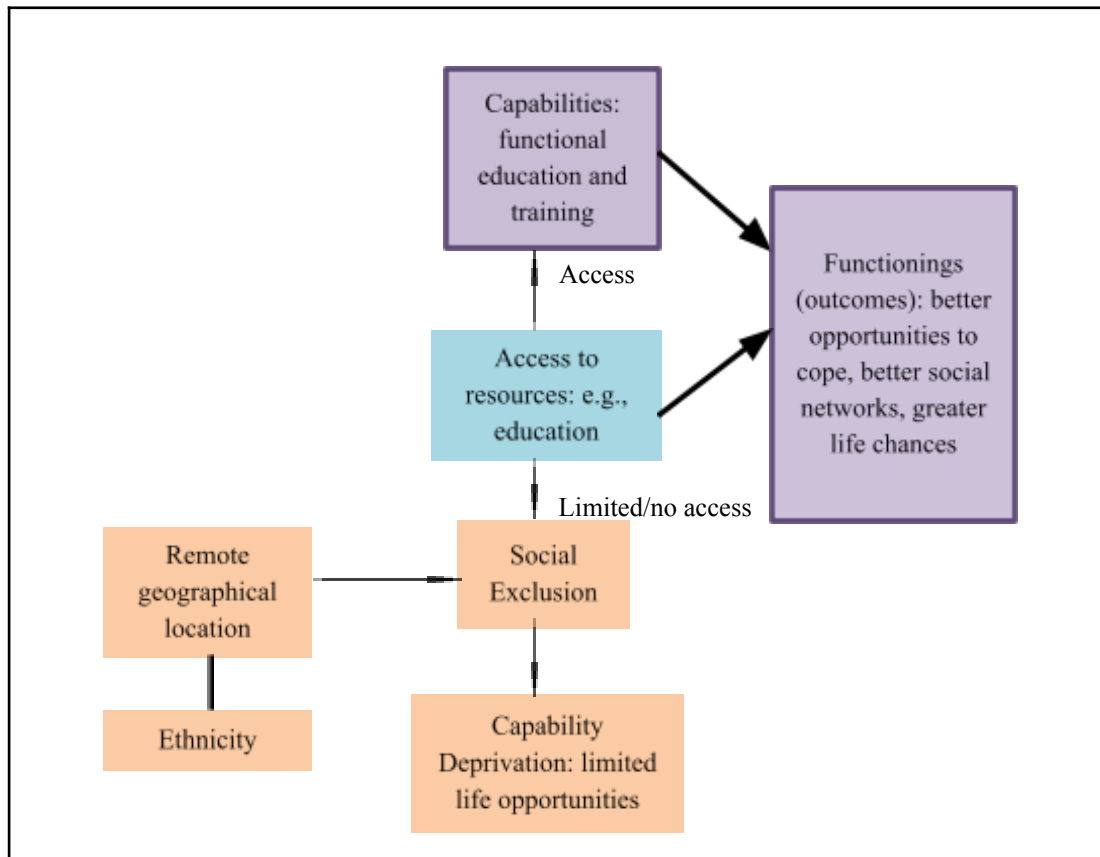 Capabilities:
functional
education and
training
Access
Functionings
(outcomes): better
opportunities to
cope, better social
networks, greater
life chances
Access to
resources: e.g.,
education
Limited/no access
Remote
geographical
location
Social
Exclusion
Ethnicity
Capability
Deprivation: limited
life opportunities